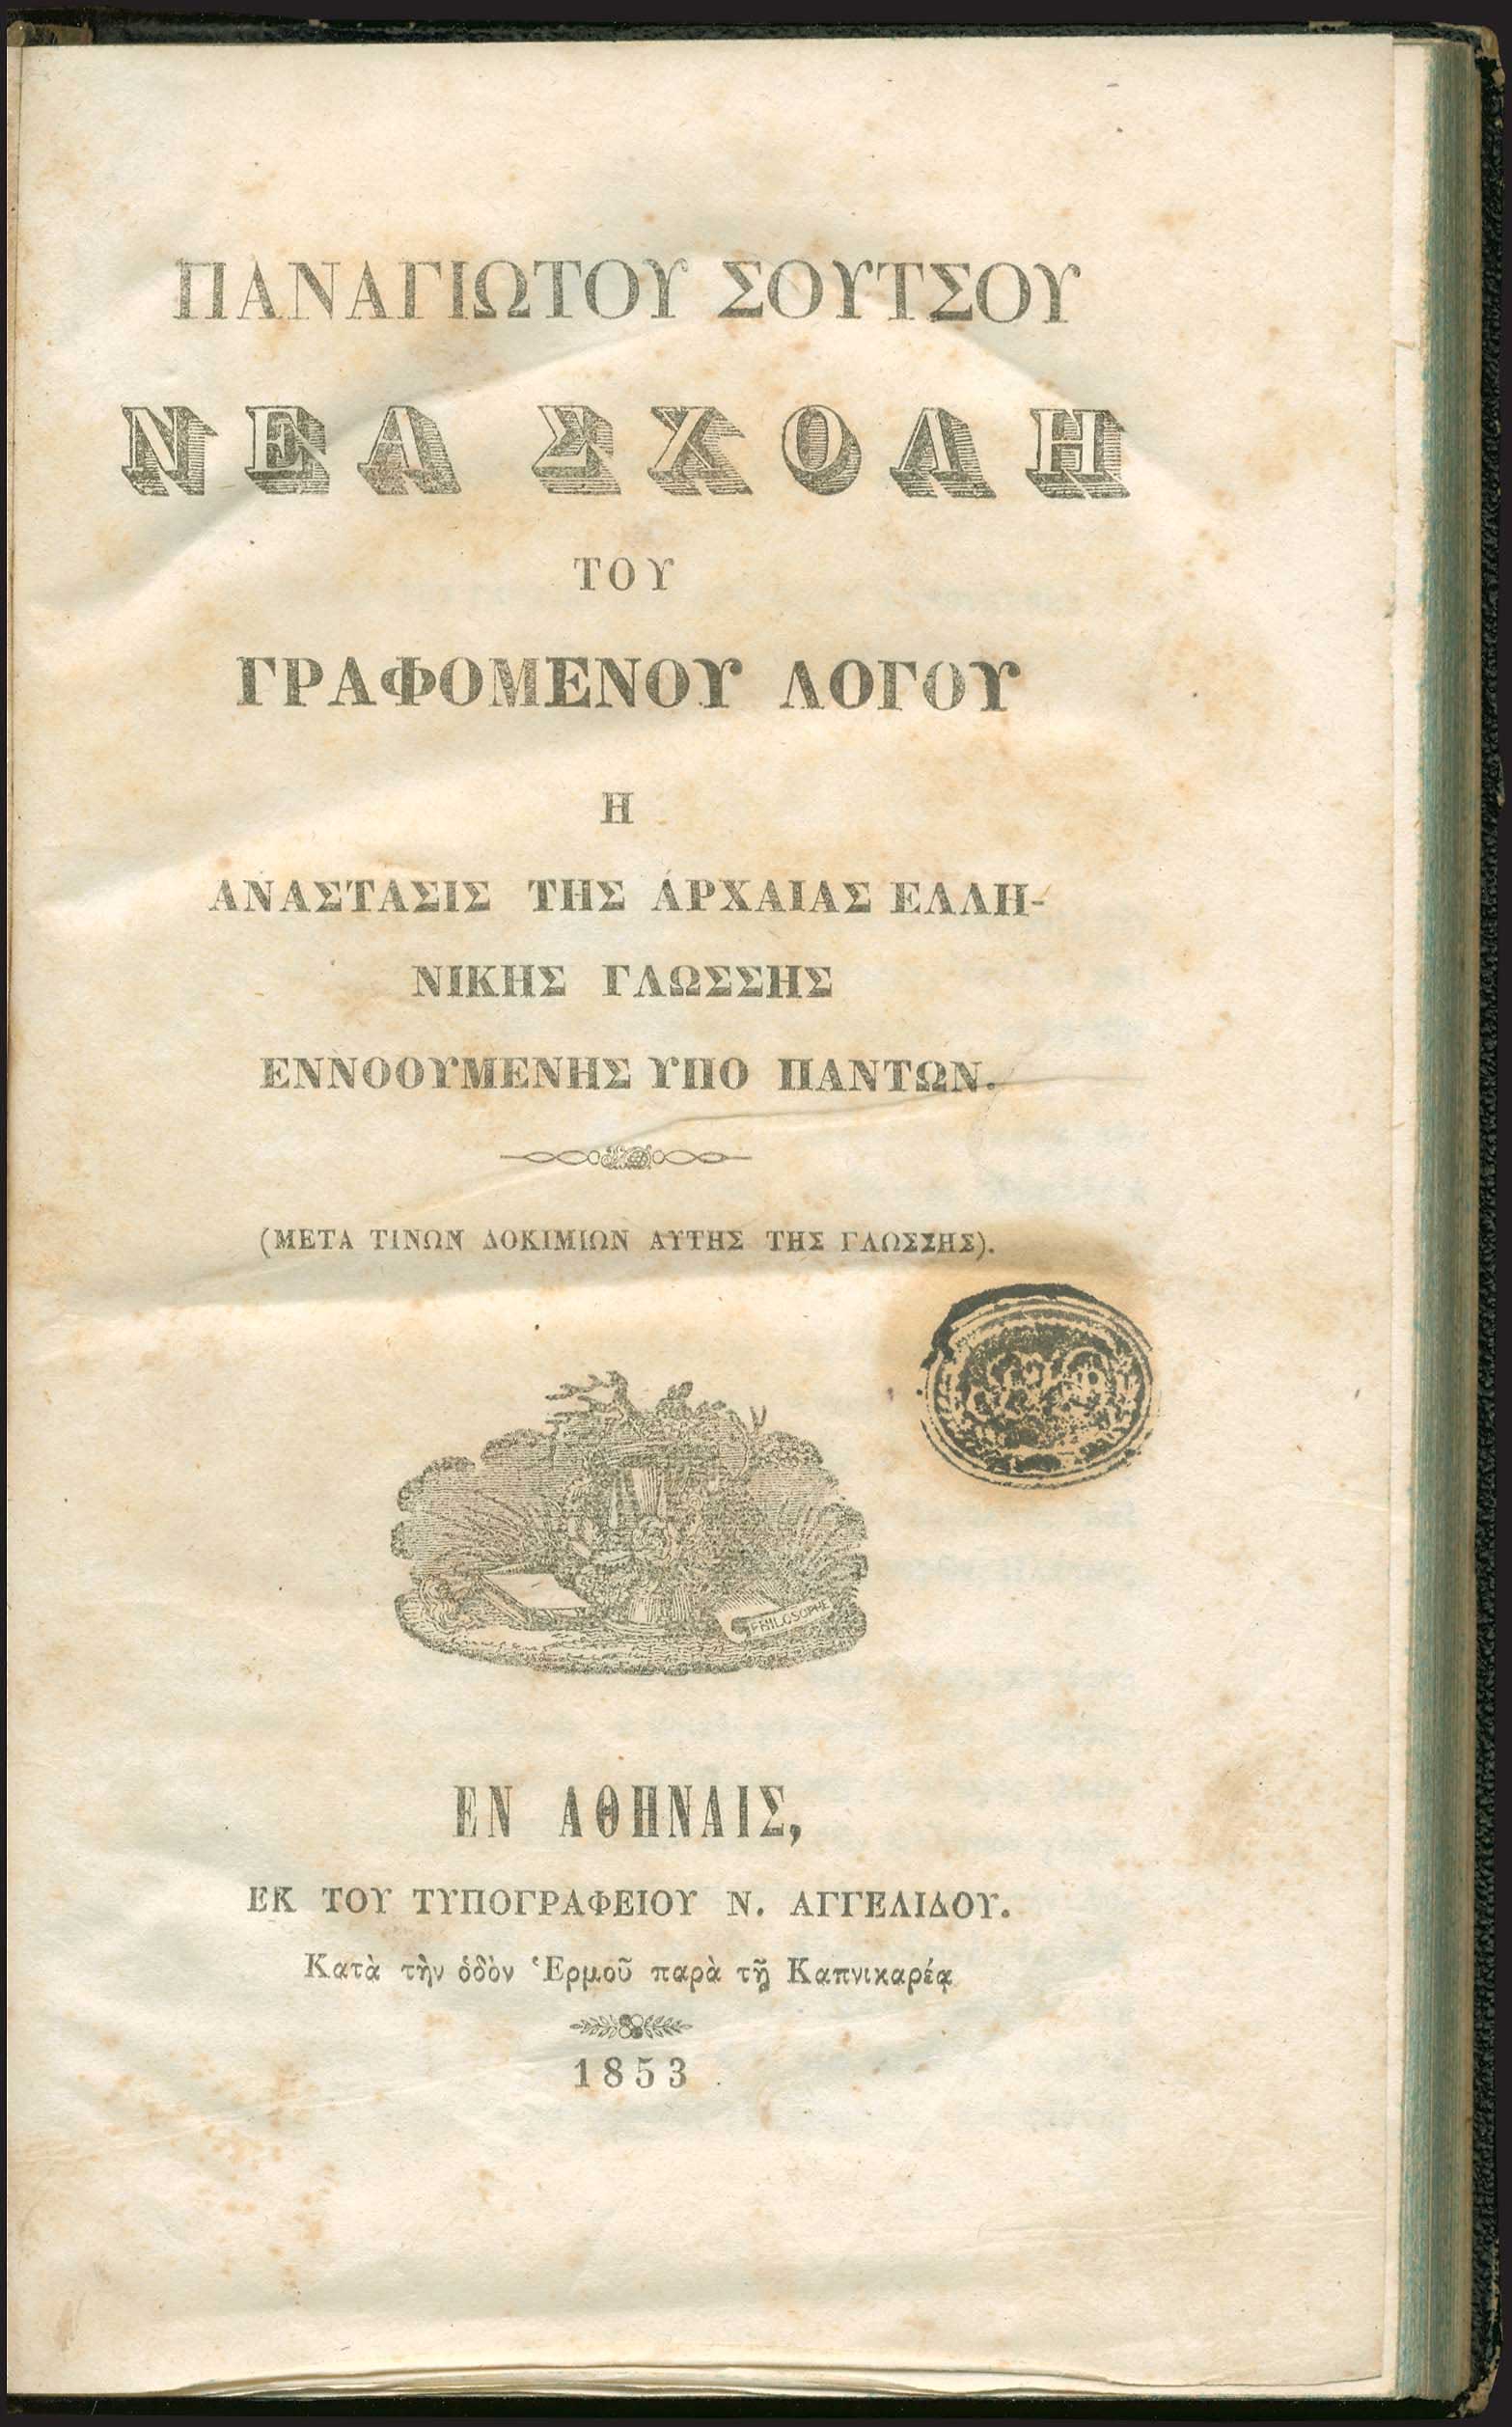 ΠΑΝΑΓΙΩΤΟΥ ΣΟΥΤΣΟΥ
ΝΕΑ ΣΧΟΛΗ
ΤΟΥ
ΓΡΑΦΟΜΕΝΟΥ ΛΟΓΟΥ
Η
ΑΝΑΣΤΑΣΙΣ ΤΗΣ ΑΡΧΑΙΑΣ ΕΛΛΗ-
ΝΙΚΗΣ ΓΛΩΣΣΗΣ
ΕΝΝΟΟΥΜΕΝΗΣ ΥΠΟ ΠΑΝΤΩΝ.
(ΜΕΤΑ ΤΙΝΩΝ ΔΟΚΙΜΙΩΝ ΑΥΤΗΣ ΤΗΣ ΓΛΩΣΣΗΣ).
PHILOSOPHE
ΕΝ ΑΘΗΝΑΙΣ,
ΕΚ ΤΟΥ ΤΥΠΟΓΡΑΦΕΙΟΥ Ν. ΑΓΓΕΛΙΔΟΥ.
Κατὰ τὴν ὁδὸν Ἑρμοῦ παρὰ τῇ Καπνικαρέᾳ
1853